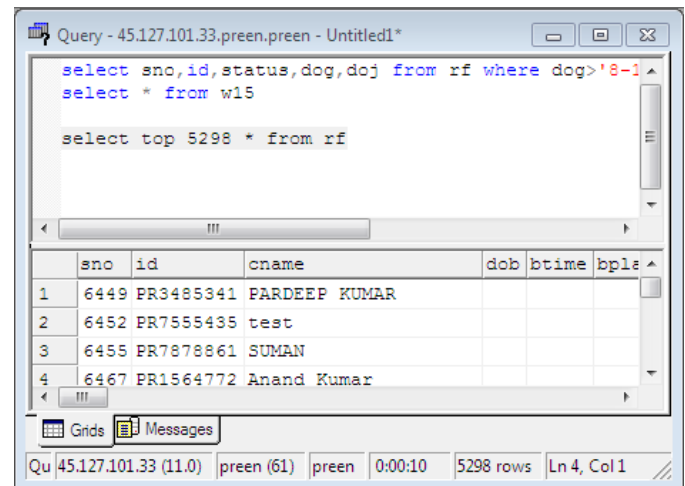 Query - 45.127.101.33.preen.preen - Untitled1*
select sno,id,status,dog,doj from rf where dog>'8-1
select * from w15
select top 5298 * from rf
sno id cname dob btime bpla
1 6449 PR3485341 PARDEEP KUMAR
2 6452 PR7555435 test
3 6455 PR7878861 SUMAN
4 6467 PR1564772 Anand Kumar
Grids Messages
Qu 45.127.101.33 (11.0) preen (61) preen 0:00:10 5298 rows Ln 4, Col 1